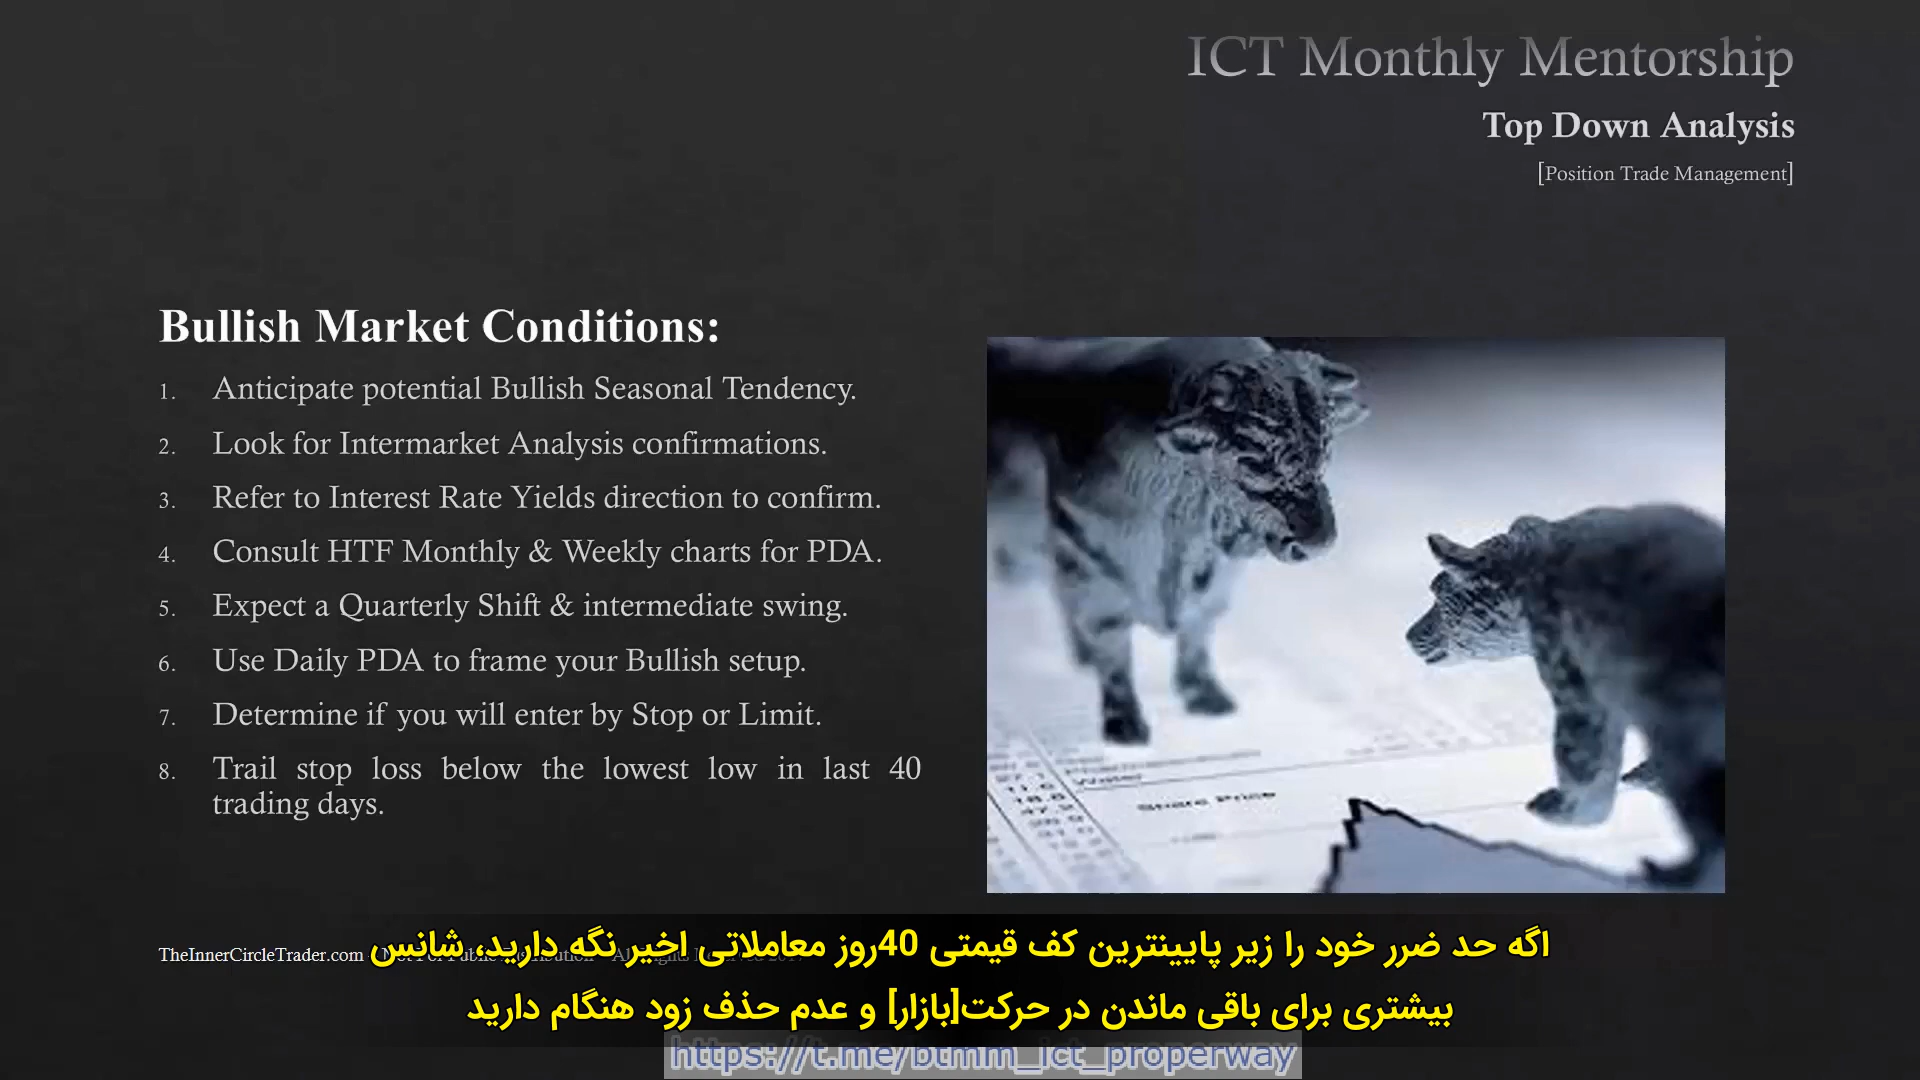 ICT Monthly Mentorship
Top Down Analysis
[Position Trade Management]
Bullish Market Conditions:
1. Anticipate potential Bullish Seasonal Tendency.
2. Look for Intermarket Analysis confirmations.
3. Refer to Interest Rate Yields direction to confirm.
4. Consult HTF Monthly & Weekly charts for PDA.
5. Expect a Quarterly Shift & intermediate swing.
6. Use Daily PDA to frame your Bullish setup.
7. Determine if you will enter by Stop or Limit.
8. Trail stop loss below the lowest low in last 40
trading days.
Water
Share Price
TheInnerCircleTrader.com
اگه حد ضرر خود را زیر پایینترین کف قیمتی 40روز معاملاتی اخیر نگه دارید، شانس
بیشتری برای باقی ماندن در حرکت[بازار] و عدم حذف زود هنگام دارید
https://t.me/btmm_ict_properway